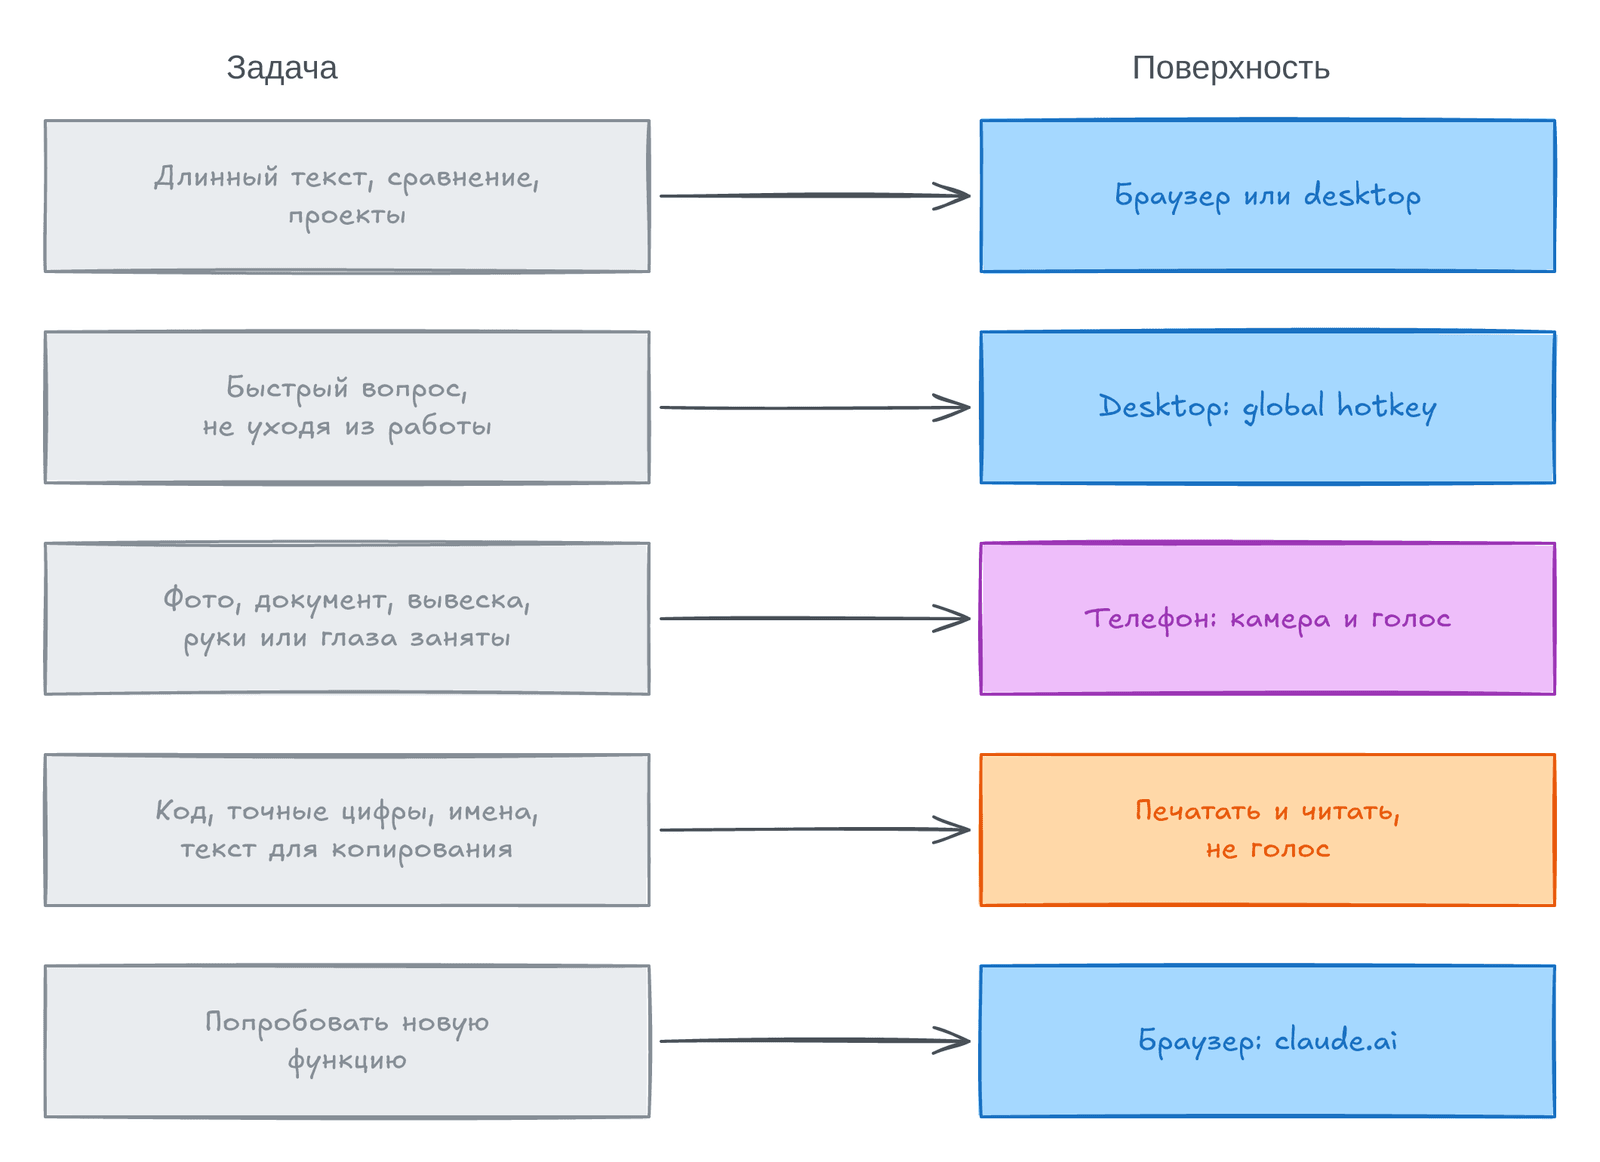 Задача
Поверхность
Длинный текст, сравнение,
проекты
Браузер или desktop
Быстрый вопрос,
не уходя из работы
Desktop: global hotkey
Фото, документ, вывеска,
руки или глаза заняты
Телефон: камера и голос
Код, точные цифры, имена,
текст для копирования
Печатать и читать,
не голос
Попробовать новую
функцию
Браузер: claude.ai